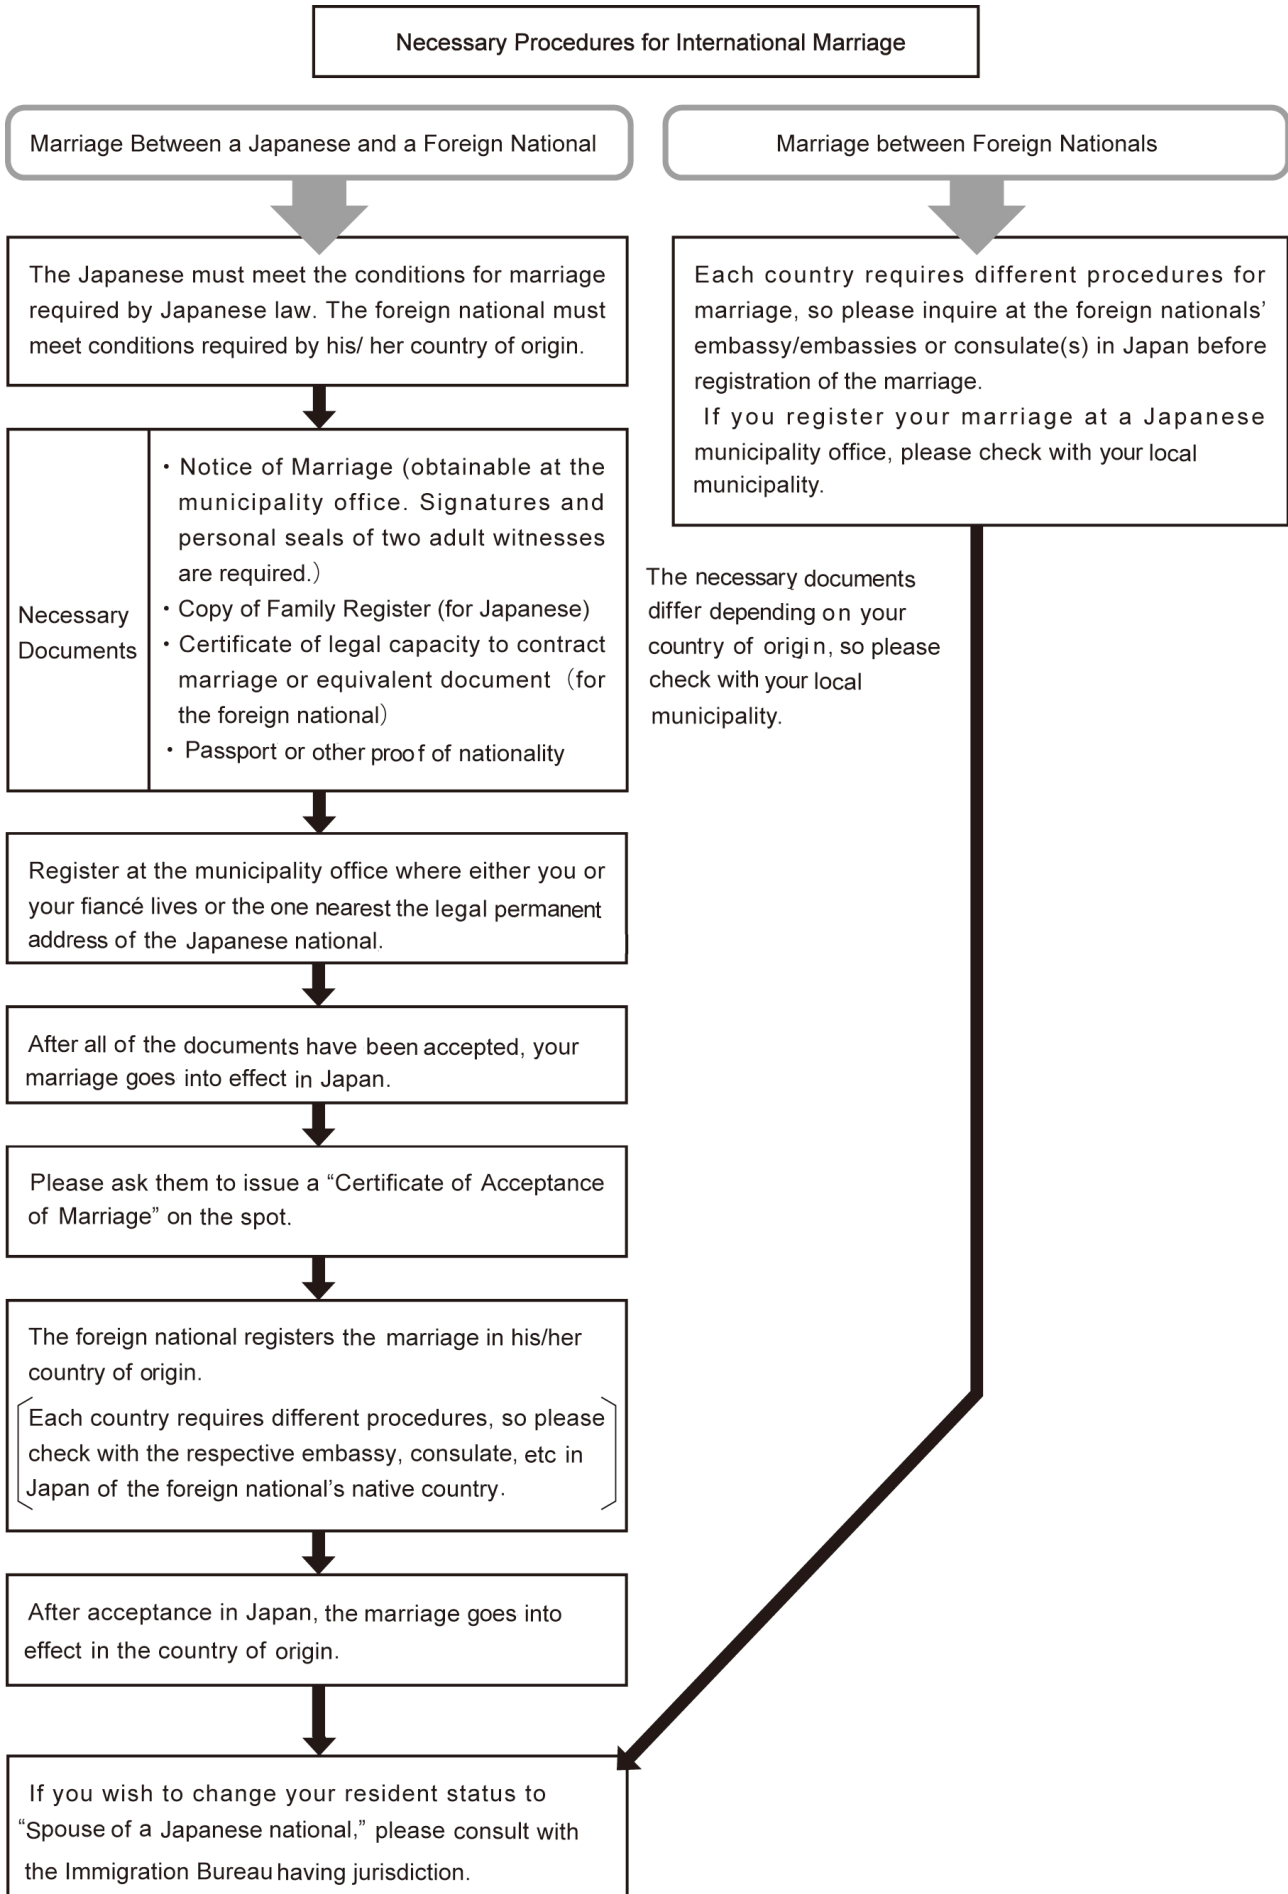 Necessary Procedures for International Marriage
Marriage Between a Japanese and a Foreign National
The Japanese must meet the conditions for marriage
required by Japanese law. The foreign national must
meet conditions required by his/ her country of origin.
Necessary
Documents
・Notice of Marriage (obtainable at the
municipality office. Signatures and
personal seals of two adult witnesses
are required.）
・Copy of Family Register (for Japanese)
・Certificate of legal capacity to contract
marriage or equivalent document （for
the foreign national）
・Passport or other proof of nationality
Register at the municipality office where either you or
your fiancé lives or the one nearest the legal permanent
address of the Japanese national.
After all of the documents have been accepted, your
marriage goes into effect in Japan.
Please ask them to issue a “Certificate of Acceptance
of Marriage” on the spot.
The foreign national registers the marriage in his/her
country of origin.
Each country requires different procedures, so please
check with the respective embassy, consulate, etc in
Japan of the foreign national’s native country.
After acceptance in Japan, the marriage goes into
effect in the country of origin.
If you wish to change your resident status to
“Spouse of a Japanese national,” please consult with
the Immigration Bureau having jurisdiction.
Marriage between Foreign Nationals
Each country requires different procedures for
marriage, so please inquire at the foreign nationals’
embassy/embassies or consulate(s) in Japan before
registration of the marriage.
If you register your marriage at a Japanese
municipality office, please check with your local
municipality.
The necessary documents
differ depending on your
country of origin, so please
check with your local
municipality.